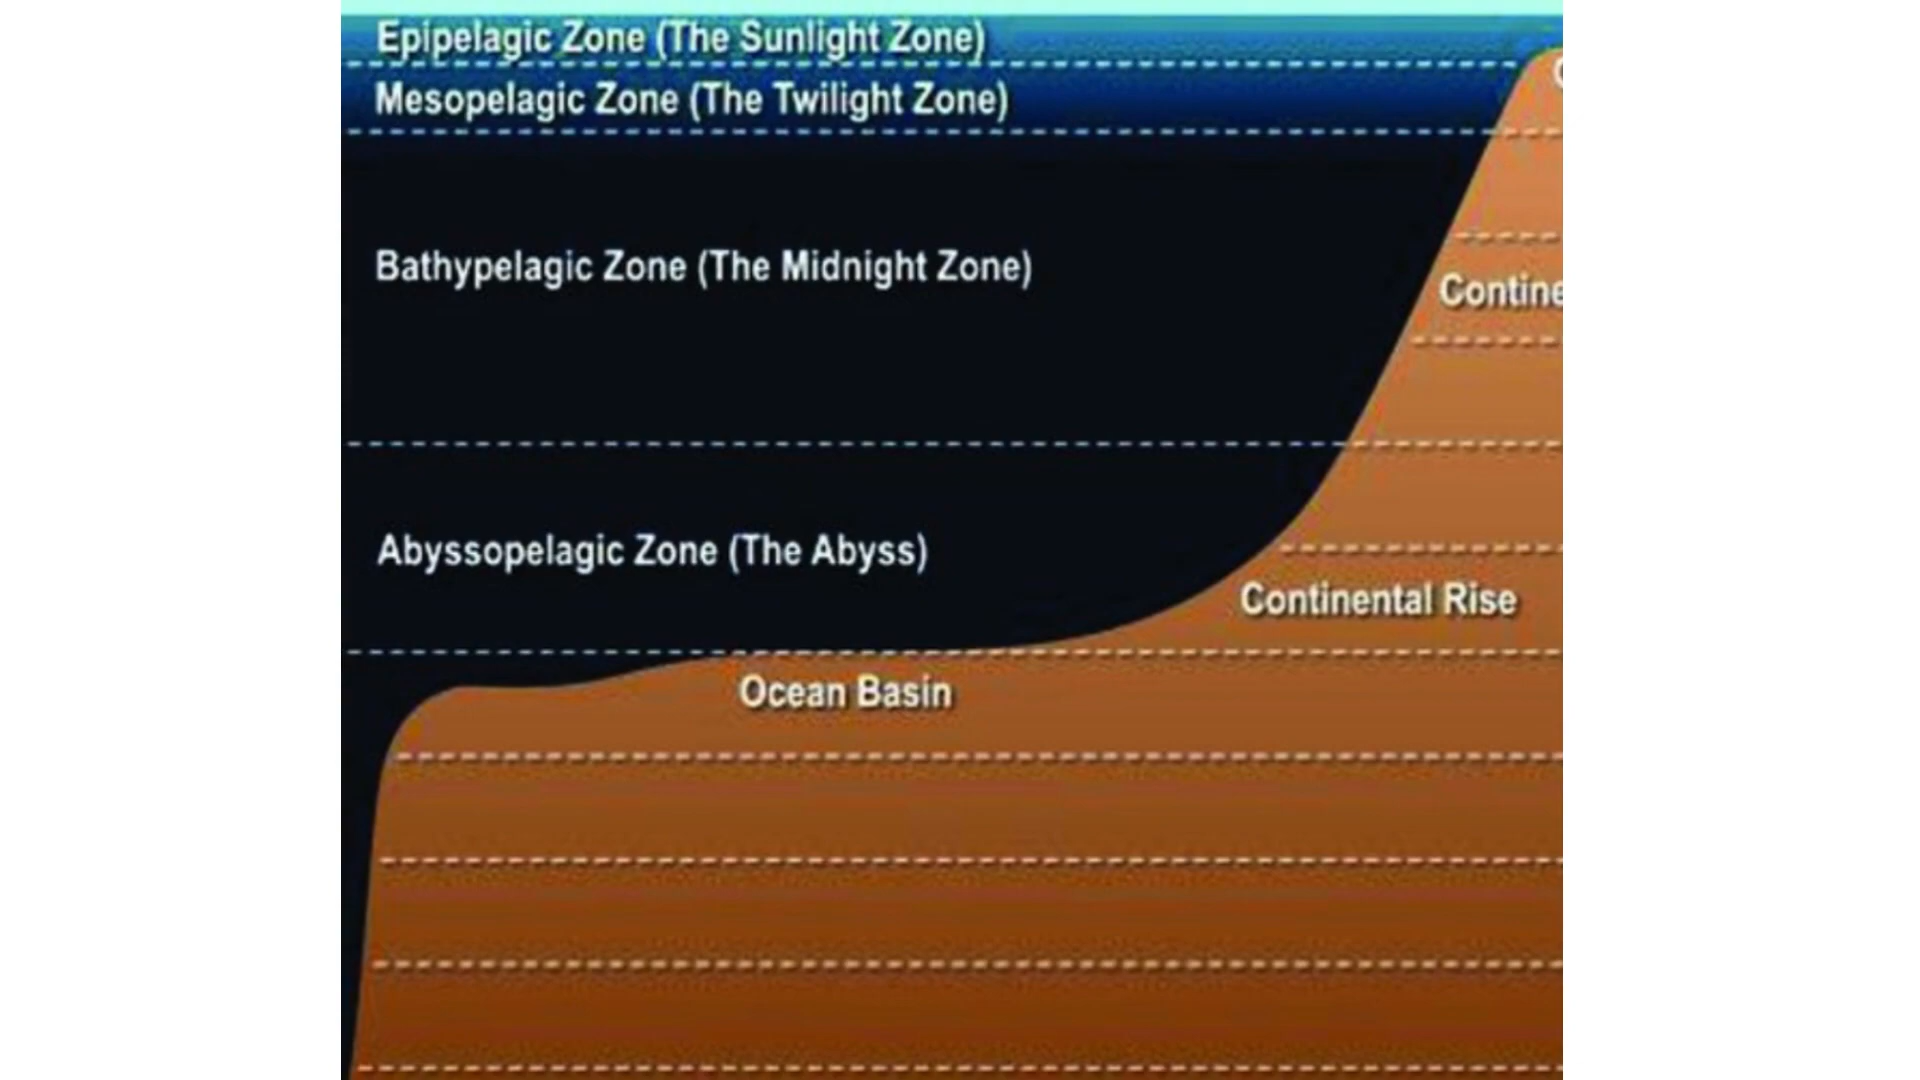 Epipelagic Zone (The Sunlight Zone)
Mesopelagic Zone (The Twilight Zone)
Bathypelagic Zone (The Midnight Zone)
Abyssopelagic Zone (The Abyss)
Continental Rise
Ocean Basin